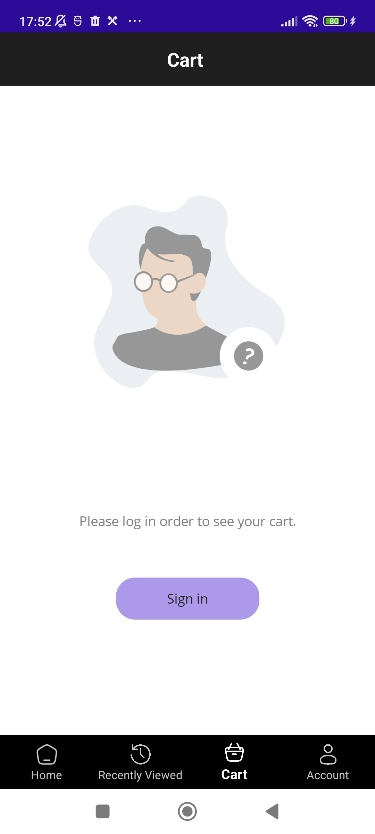 17:52 ... 80
Cart
?
Please log in order to see your cart.
Sign in
Home Recently Viewed Cart Account